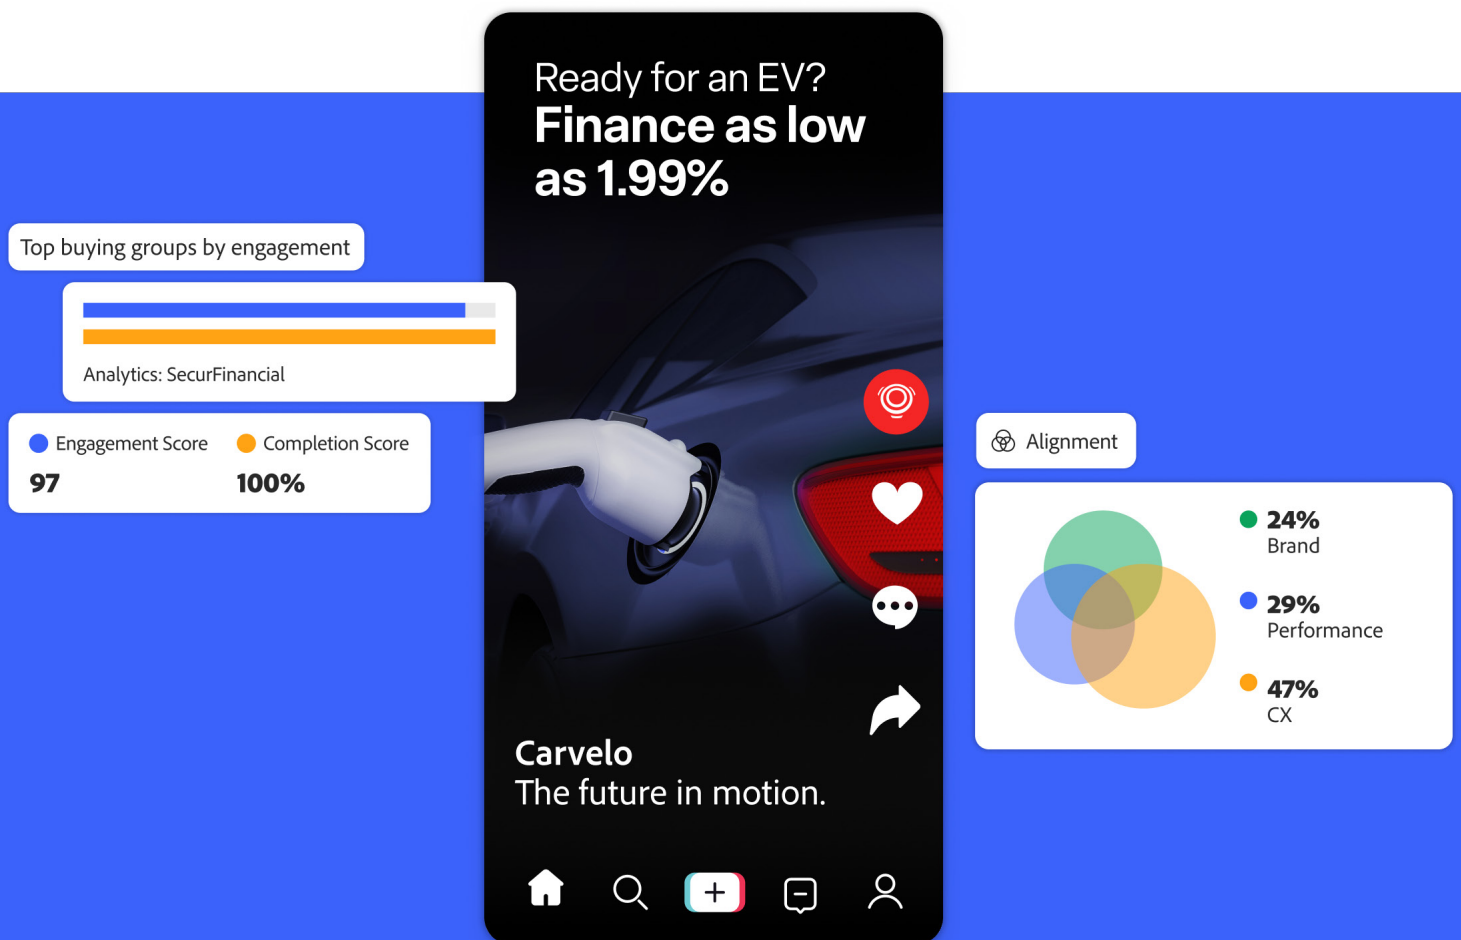 Ready for an EV?
Finance as low
as 1.99%
Top buying groups by engagement
Analytics: SecurFinancial
Engagement Score
97
Completion Score
100%
Carvelo
The future in motion.
Alignment
24%
Brand
29%
Performance
47%
CX